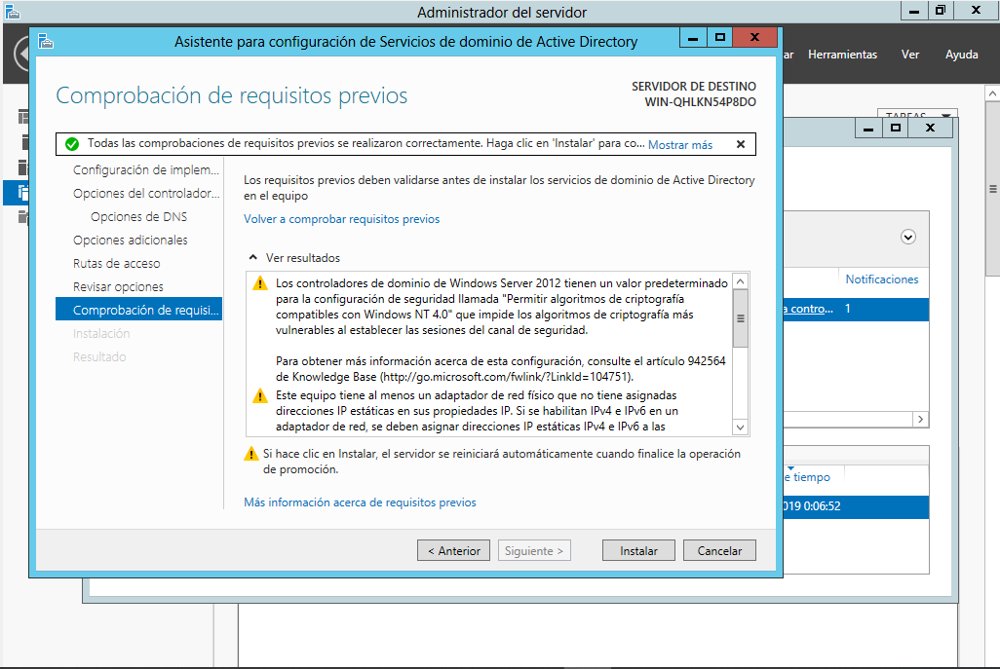 Administrador del servidor
Asistente para configuración de Servicios de dominio de Active Directory
Herramientas
Ver
Ayuda
Comprobación de requisitos previos
SERVIDOR DE DESTINO
WIN-QHLKN54P8DO
TAREAS
Todas las comprobaciones de requisitos previos se realizaron correctamente. Haga clic en 'Instalar' para co... Mostrar más
Configuración de implem...
Opciones del controlador...
Opciones de DNS
Opciones adicionales
Rutas de acceso
Revisar opciones
Comprobación de requisi...
Instalación
Resultado
Los requisitos previos deben validarse antes de instalar los servicios de dominio de Active Directory
en el equipo
Volver a comprobar requisitos previos
Ver resultados
Los controladores de dominio de Windows Server 2012 tienen un valor predeterminado
para la configuración de seguridad llamada "Permitir algoritmos de criptografía
compatibles con Windows NT 4.0" que impide los algoritmos de criptografía más
vulnerables al establecer las sesiones del canal de seguridad.
Para obtener más información acerca de esta configuración, consulte el artículo 942564
de Knowledge Base (http://go.microsoft.com/fwlink/?LinkId=104751).
Este equipo tiene al menos un adaptador de red físico que no tiene asignadas
direcciones IP estáticas en sus propiedades IP. Si se habilitan IPv4 e IPv6 en un
adaptador de red, se deben asignar direcciones IP estáticas IPv4 e IPv6 a las
Si hace clic en Instalar, el servidor se reiniciará automáticamente cuando finalice la operación
de promoción.
Más información acerca de requisitos previos
< Anterior
Siguiente >
Instalar
Cancelar
Notificaciones
a contro... 1
e tiempo
019 0:06:52